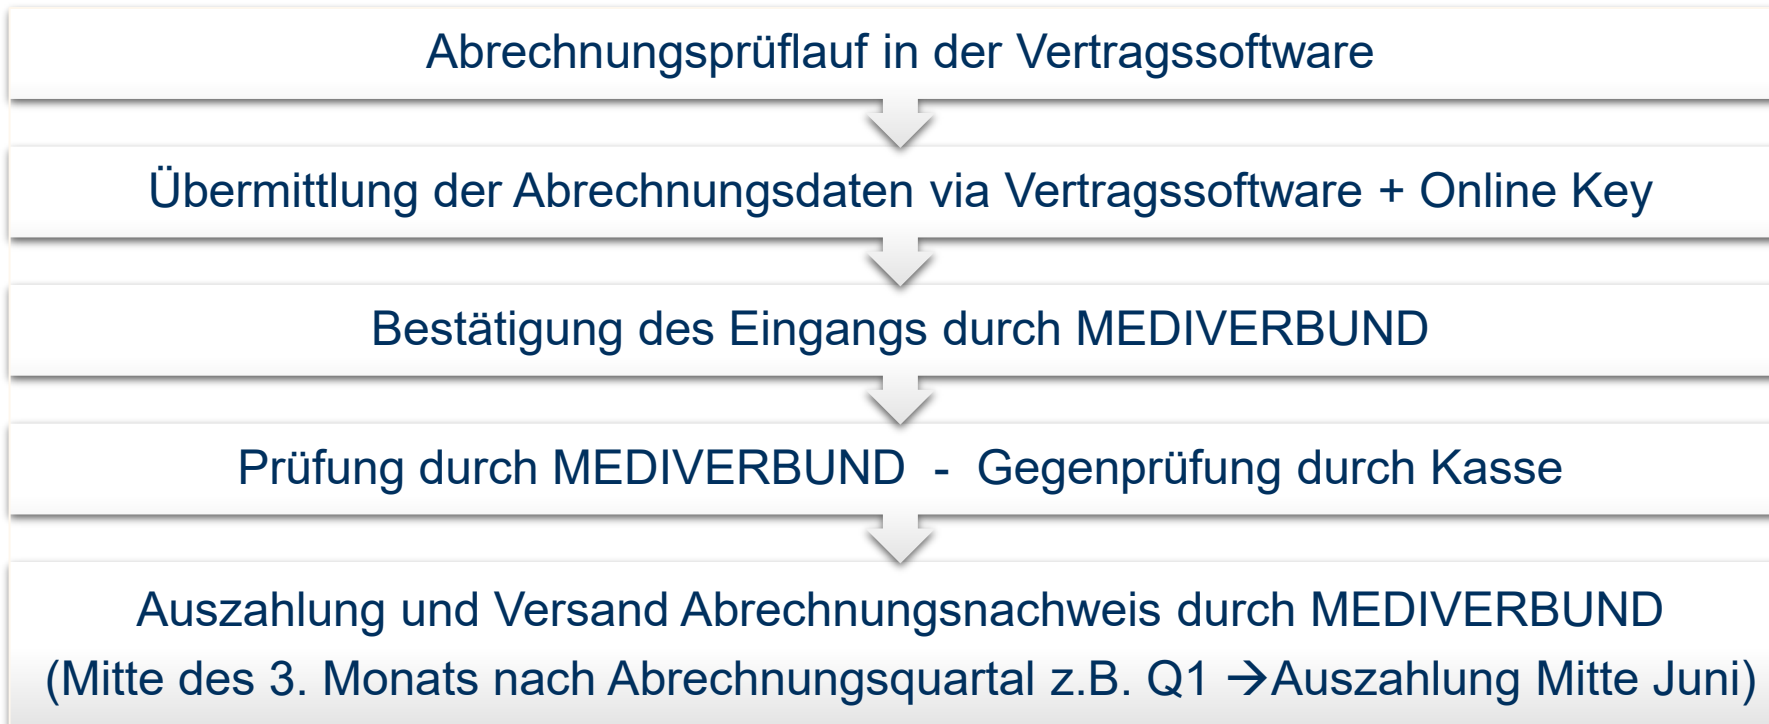 Abrechnungsprüflauf in der Vertragssoftware
Übermittlung der Abrechnungsdaten via Vertragssoftware + Online Key
Bestätigung des Eingangs durch MEDIVERBUND
Prüfung durch MEDIVERBUND - Gegenprüfung durch Kasse
Auszahlung und Versand Abrechnungsnachweis durch MEDIVERBUND
(Mitte des 3. Monats nach Abrechnungsquartal z.B. Q1 →Auszahlung Mitte Juni)